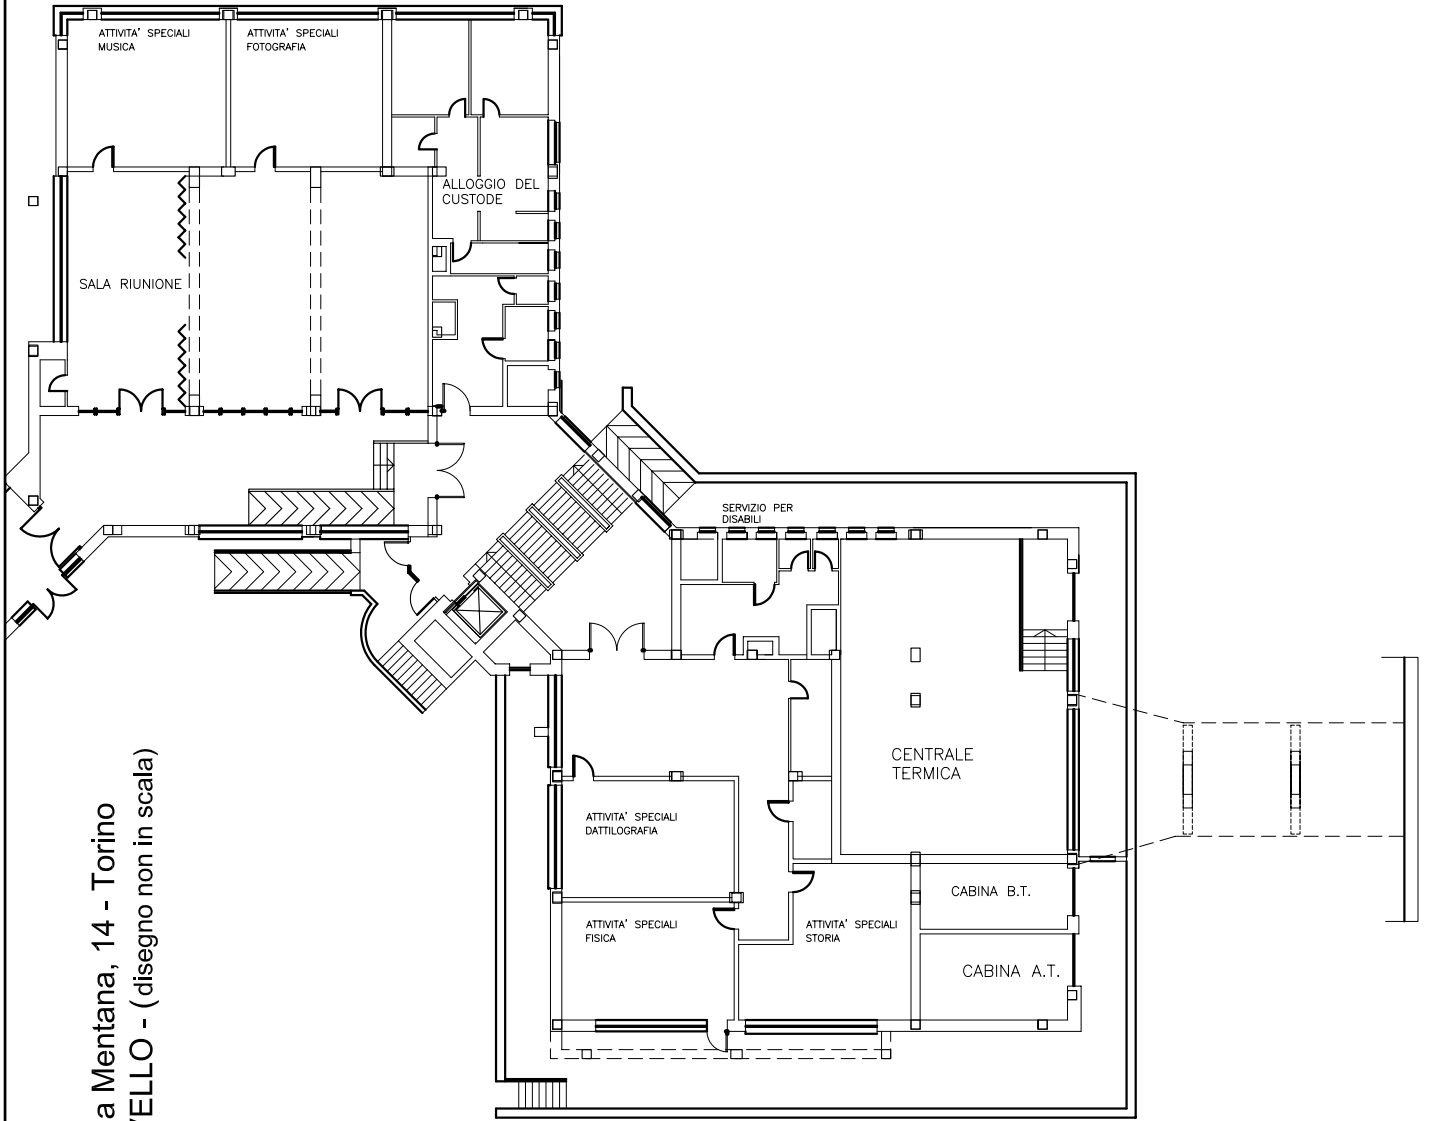 ATTIVITA' SPECIALI
MUSICA
ATTIVITA' SPECIALI
FOTOGRAFIA
ALLOGGIO DEL
CUSTODE
SALA RIUNIONE
SERVIZIO PER
DISABILI
CENTRALE
TERMICA
ATTIVITA' SPECIALI
DATTILOGRAFIA
CABINA B.T.
ATTIVITA' SPECIALI
FISICA
ATTIVITA' SPECIALI
STORIA
CABINA A.T.
a Mentana, 14 - Torino
VELLO - (disegno non in scala)